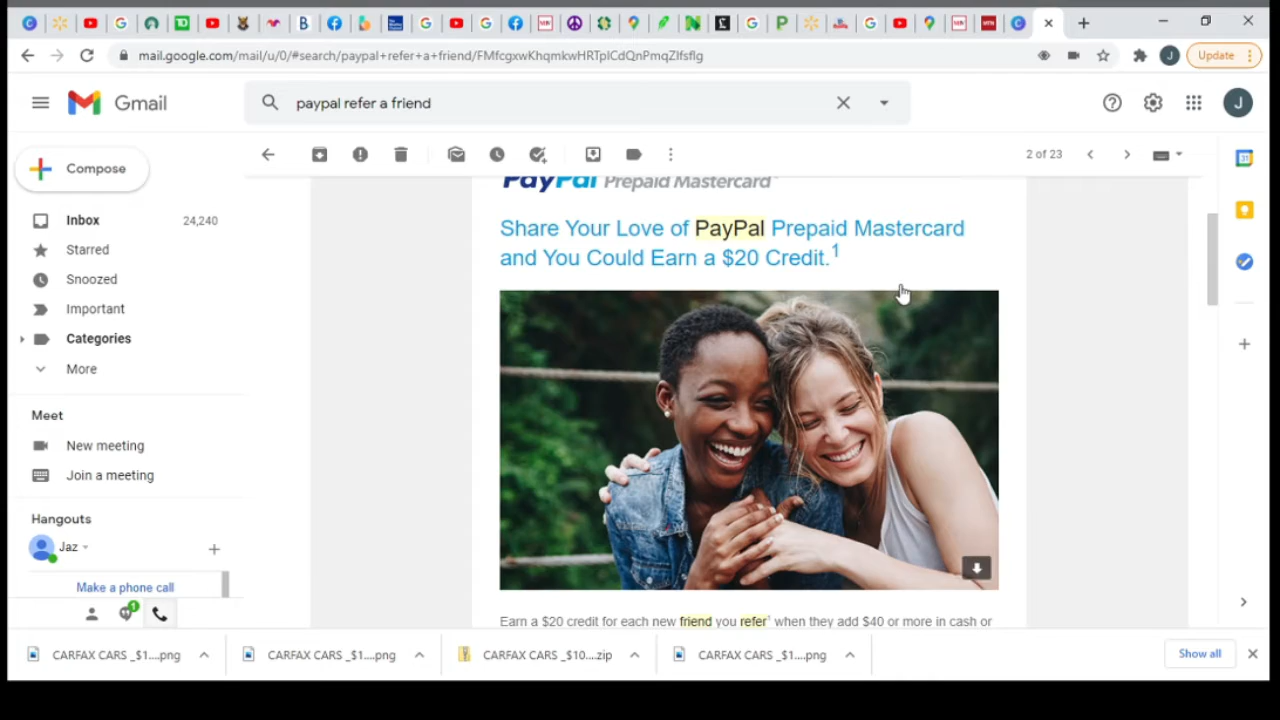 mail.google.com/mail/u/0/#search/paypal+refer+a+friend/FMfcgxwKhqmkwHRTplCdQnPmqZlfsflg
Update
Gmail
paypal refer a friend
J
Compose
2 of 23
Inbox 24,240
Starred
Snoozed
Important
Categories
More
Meet
New meeting
Join a meeting
Hangouts
Jaz
Make a phone call
PayPal Prepaid Mastercard
Share Your Love of PayPal Prepaid Mastercard
and You Could Earn a $20 Credit.1
Earn a $20 credit for each new friend you refer1 when they add $40 or more in cash or
CARFAX CARS _$1....png
CARFAX CARS _$1....png
CARFAX CARS _$10....zip
CARFAX CARS _$1....png
Show all